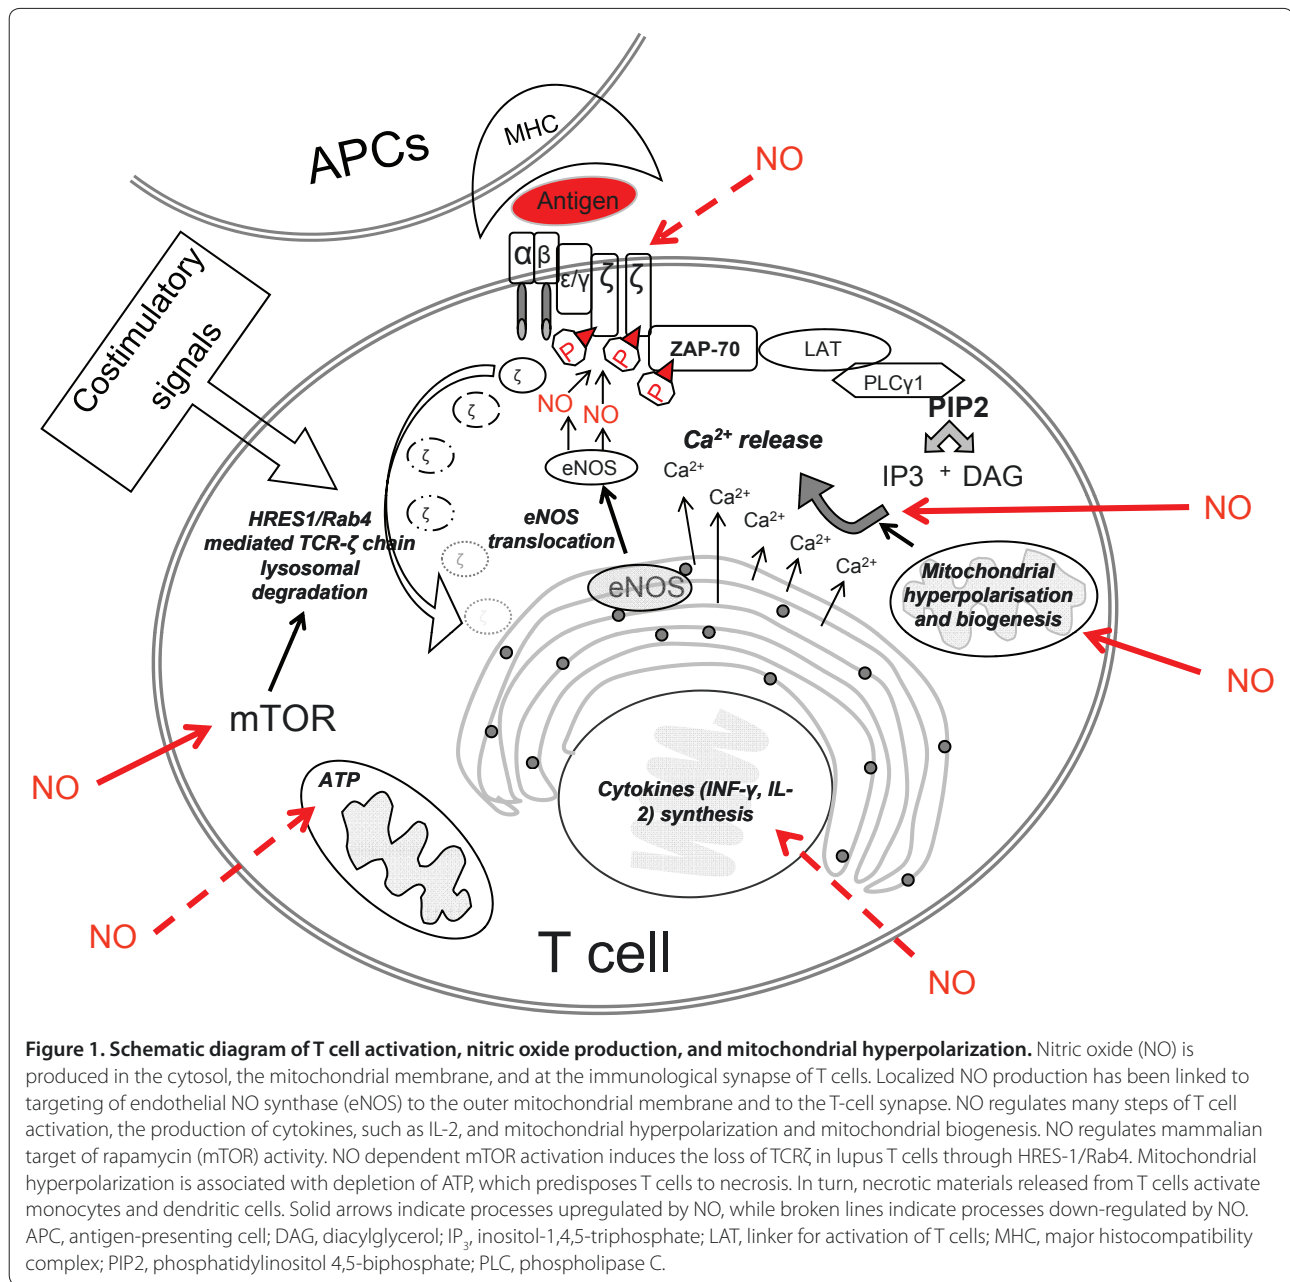 MHC
APCs
NO
Antigen
α
β
ε/γ
ζ
ζ
Costimulatory
signals
P
P
P
ZAP-70
LAT
PLCγ1
PIP2
ζ
ζ
ζ
ζ
ζ
ζ
NO
NO
eNOS
Ca²⁺ release
Ca²⁺
Ca²⁺
Ca²⁺
Ca²⁺
Ca²⁺
IP3 + DAG
NO
HRES1/Rab4
mediated TCR-ζ chain
lysosomal
degradation
eNOS
translocation
eNOS
Mitochondrial
hyperpolarisation
and biogenesis
NO
mTOR
NO
ATP
Cytokines (INF-γ, IL-
2) synthesis
NO
T cell
NO
Figure 1. Schematic diagram of T cell activation, nitric oxide production, and mitochondrial hyperpolarization. Nitric oxide (NO) is
produced in the cytosol, the mitochondrial membrane, and at the immunological synapse of T cells. Localized NO production has been linked to
targeting of endothelial NO synthase (eNOS) to the outer mitochondrial membrane and to the T-cell synapse. NO regulates many steps of T cell
activation, the production of cytokines, such as IL-2, and mitochondrial hyperpolarization and mitochondrial biogenesis. NO regulates mammalian
target of rapamycin (mTOR) activity. NO dependent mTOR activation induces the loss of TCRζ in lupus T cells through HRES-1/Rab4. Mitochondrial
hyperpolarization is associated with depletion of ATP, which predisposes T cells to necrosis. In turn, necrotic materials released from T cells activate
monocytes and dendritic cells. Solid arrows indicate processes upregulated by NO, while broken lines indicate processes down-regulated by NO.
APC, antigen-presenting cell; DAG, diacylglycerol; IP₃, inositol-1,4,5-triphosphate; LAT, linker for activation of T cells; MHC, major histocompatibility
complex; PIP2, phosphatidylinositol 4,5-biphosphate; PLC, phospholipase C.